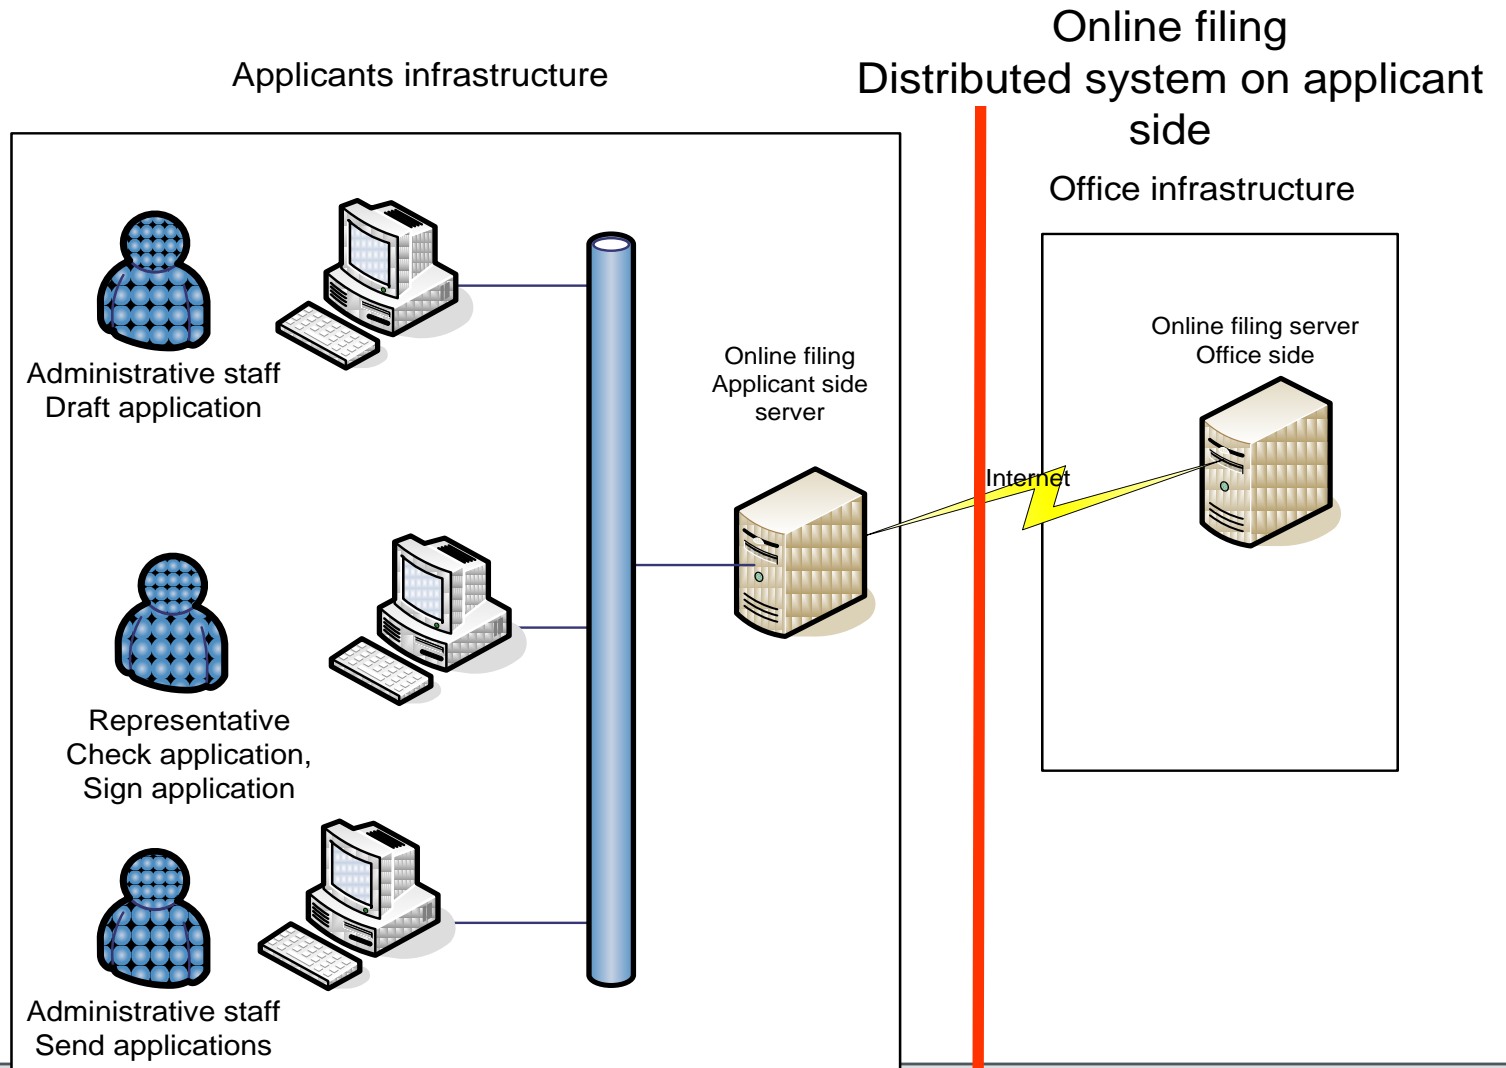 Online filing
Distributed system on applicant
side
Applicants infrastructure
Office infrastructure
Administrative staff
Draft application
Online filing
Applicant side
server
Online filing server
Office side
Internet
Representative
Check application,
Sign application
Administrative staff
Send applications